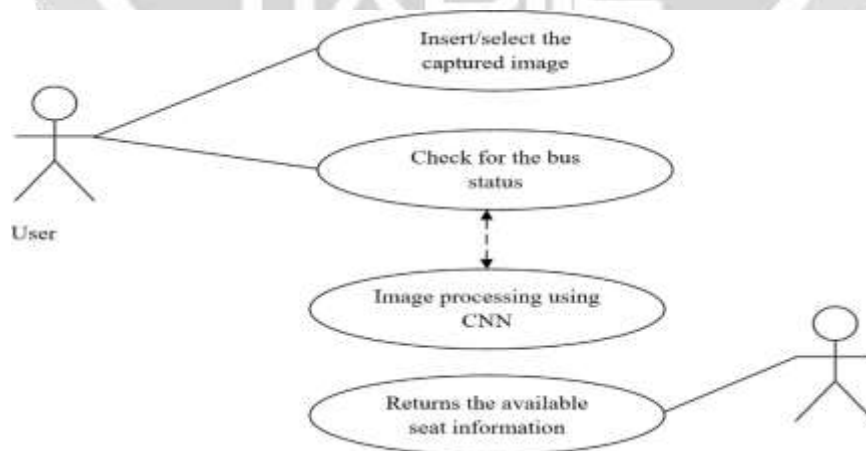 Insert/select the
captured image
Check for the bus
status
User
Image processing using
CNN
Returns the available
seat information